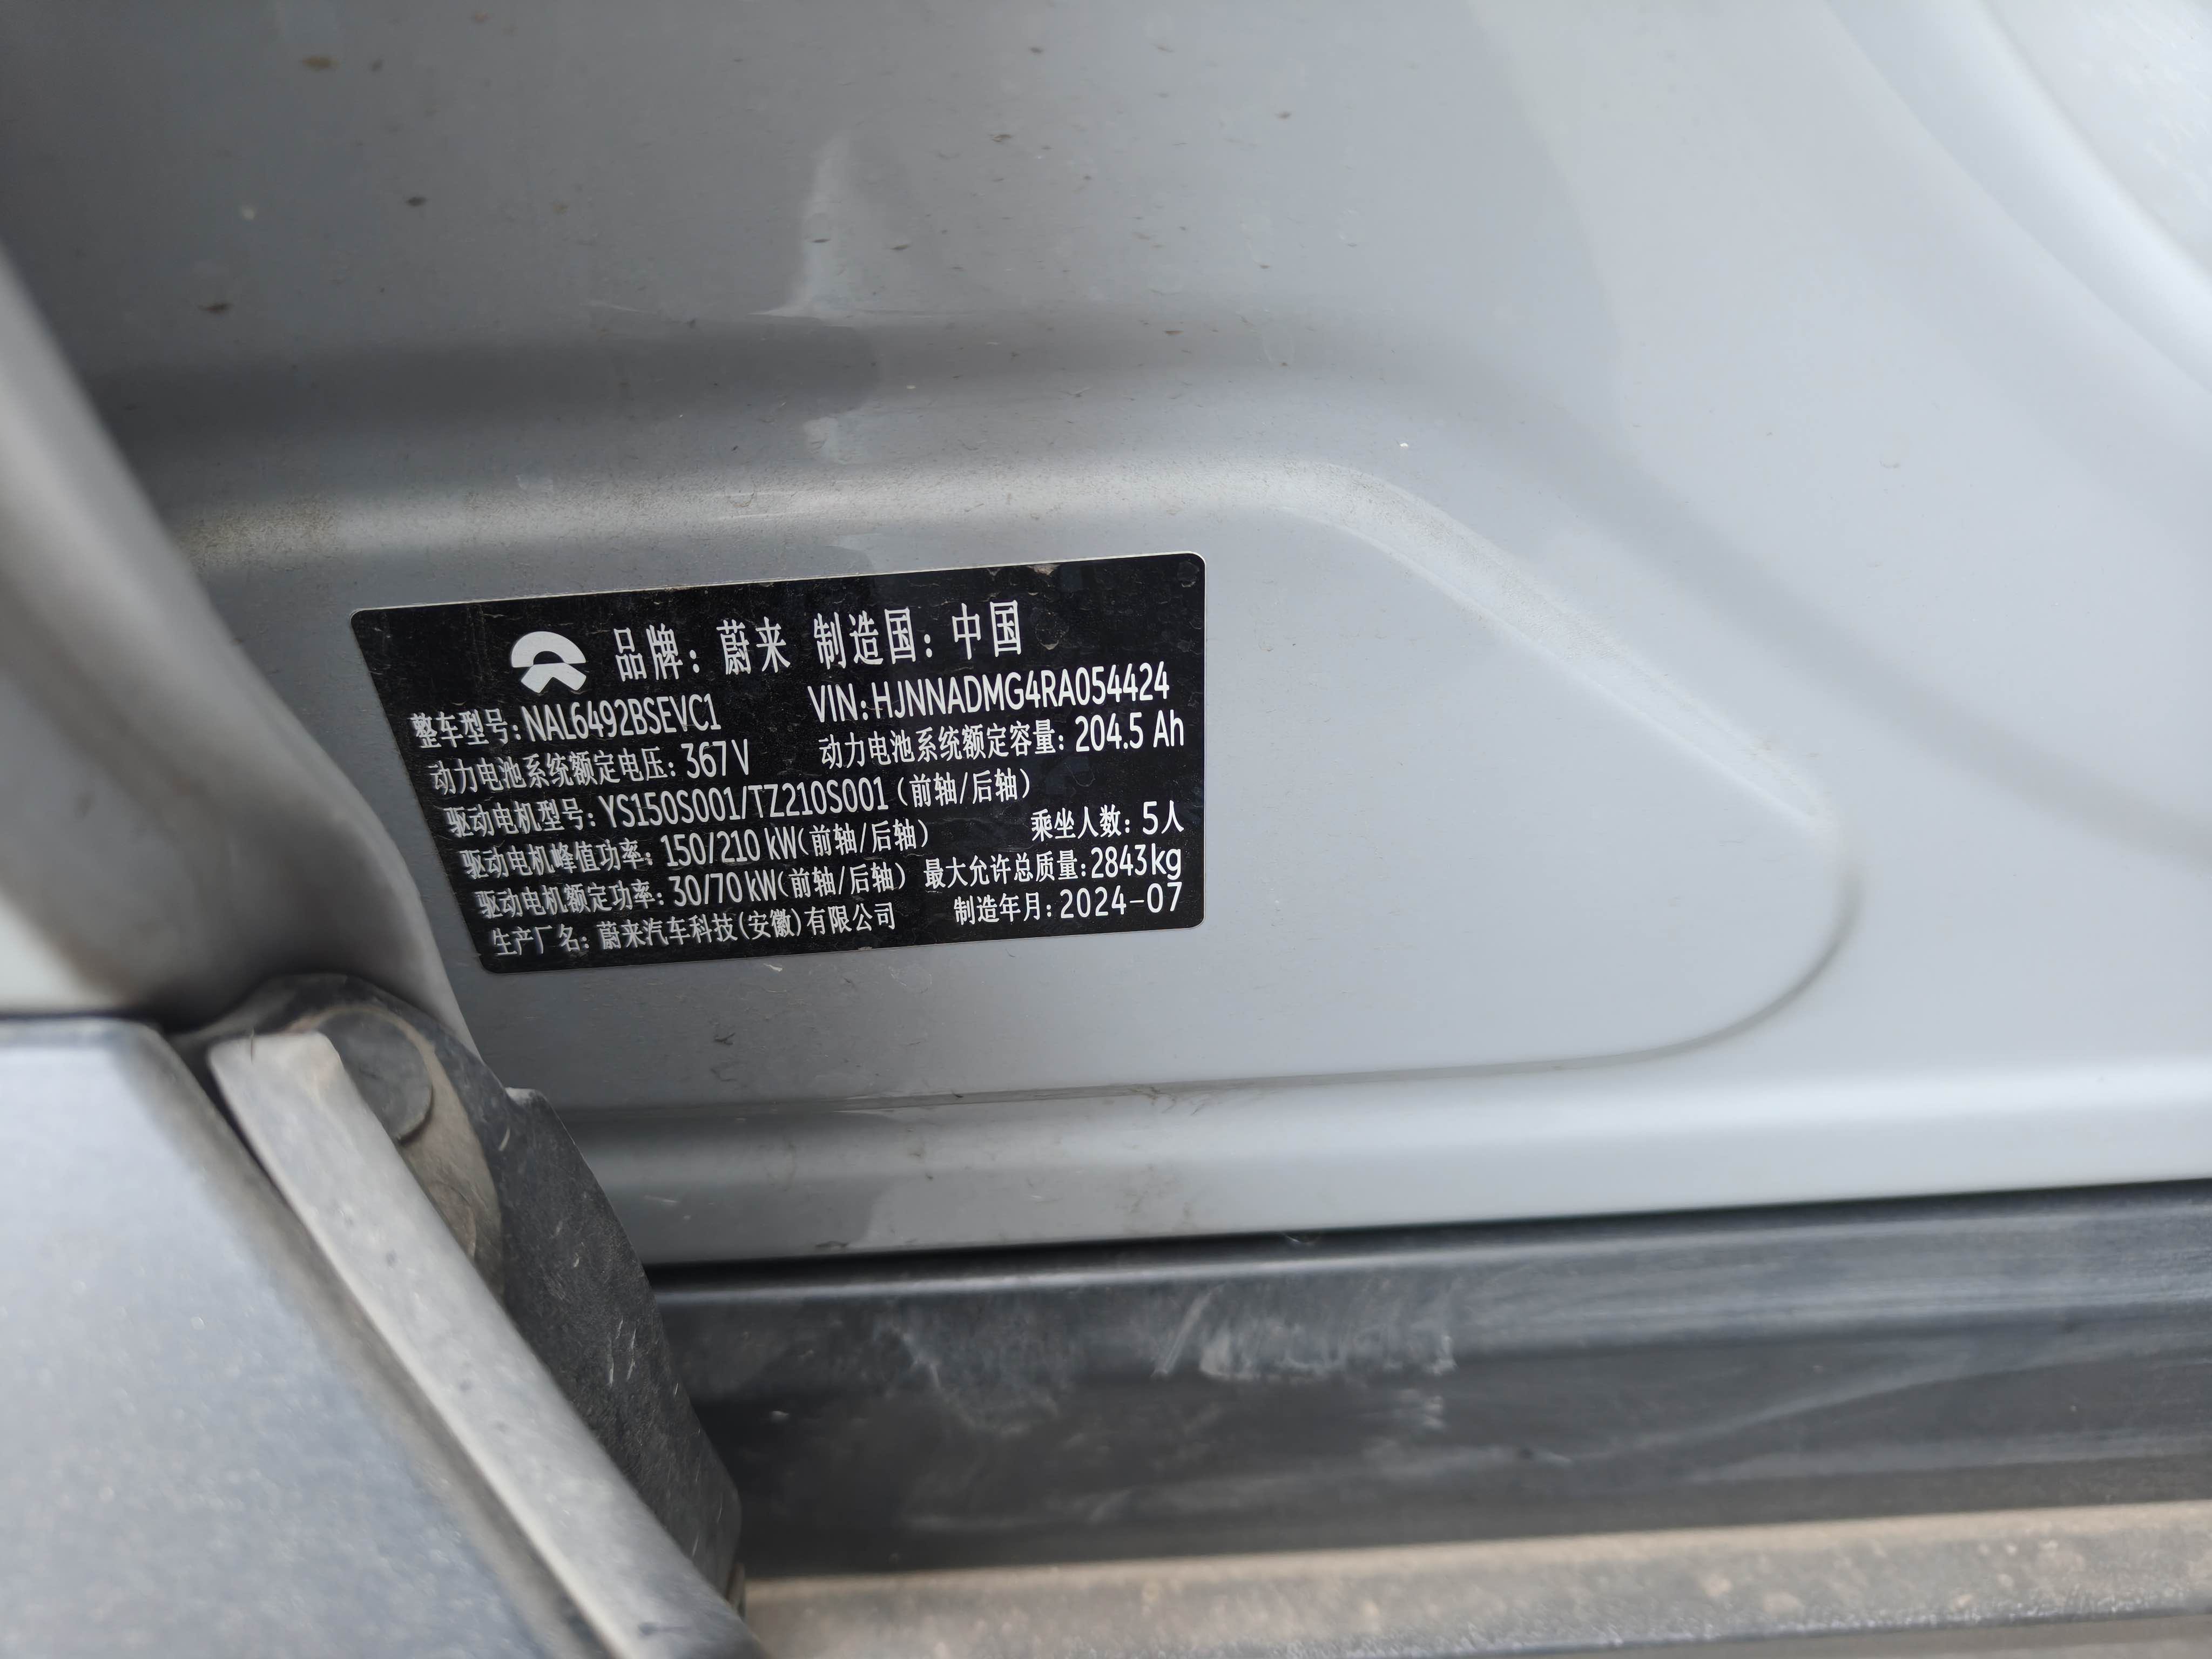 品牌：蔚来 制造国：中国
整车型号：NAL6492BSEVC1 VIN:HJNNADMG4RA054424
动力电池系统额定电压：367V 动力电池系统额定容量：204.5 Ah
驱动电机型号：YS150S001/TZ210S001（前轴/后轴）
驱动电机峰值功率：150/210 kW(前轴/后轴) 乘坐人数：5人
驱动电机额定功率：30/70kW(前轴/后轴) 最大允许总质量：2843kg
生产厂名：蔚来汽车科技(安徽)有限公司 制造年月：2024-07